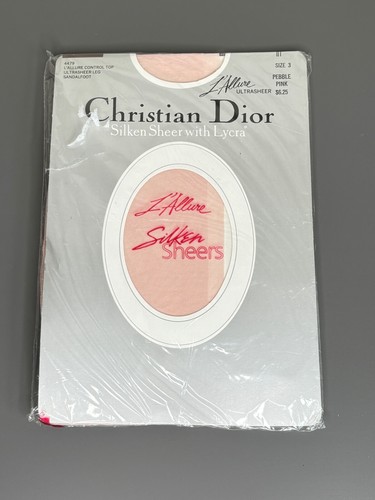 4479
L'ALLURE CONTROL TOP
ULTRASHEER LEG
SANDALFOOT
SIZE 3
PEBBLE
PINK
$6.25
L'Allure
ULTRASHEER
Christian Dior
Silken Sheer with Lycra
L'Allure
Silken
Sheers